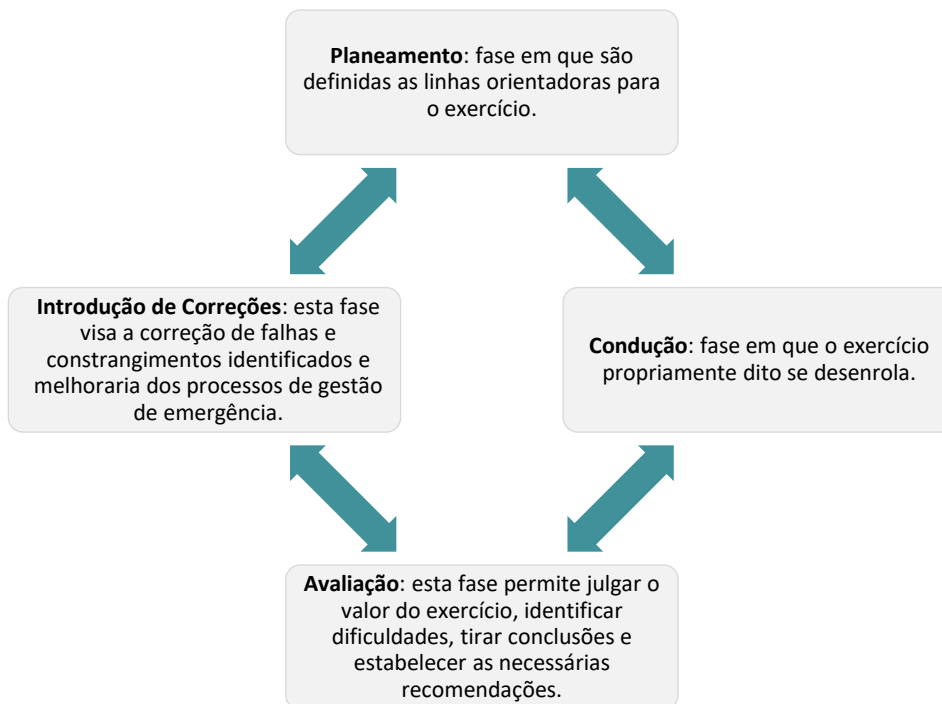 Planeamento: fase em que são
definidas as linhas orientadoras para
o exercício.
Introdução de Correções: esta fase
visa a correção de falhas e
constrangimentos identificados e
melhoraria dos processos de gestão
de emergência.
Condução: fase em que o exercício
propriamente dito se desenrola.
Avaliação: esta fase permite julgar o
valor do exercício, identificar
dificuldades, tirar conclusões e
estabelecer as necessárias
recomendações.